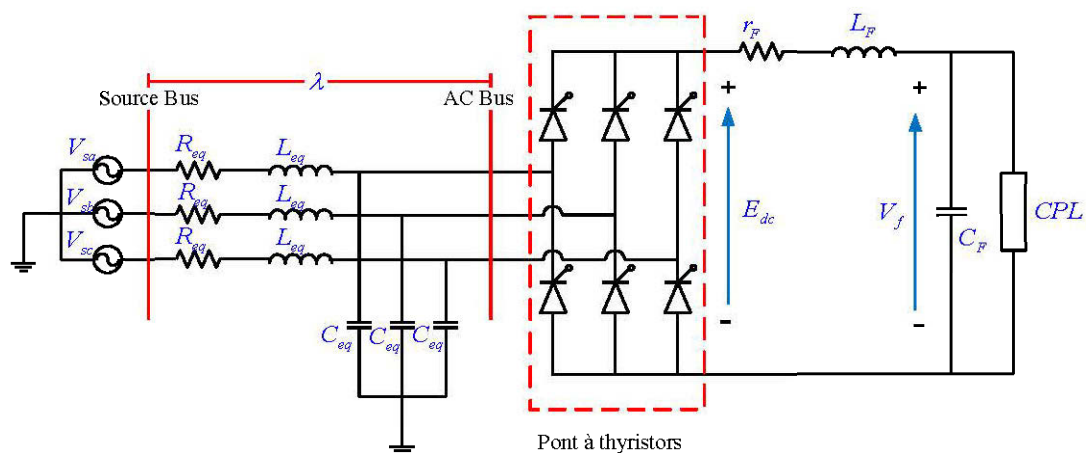 r_F
L_F
λ
Source Bus
AC Bus
V_sa
R_eq
L_eq
V_sb
R_eq
L_eq
V_sc
R_eq
L_eq
C_eq
C_eq
C_eq
+
E_dc
-
+
V_f
-
C_F
CPL
Pont à thyristors